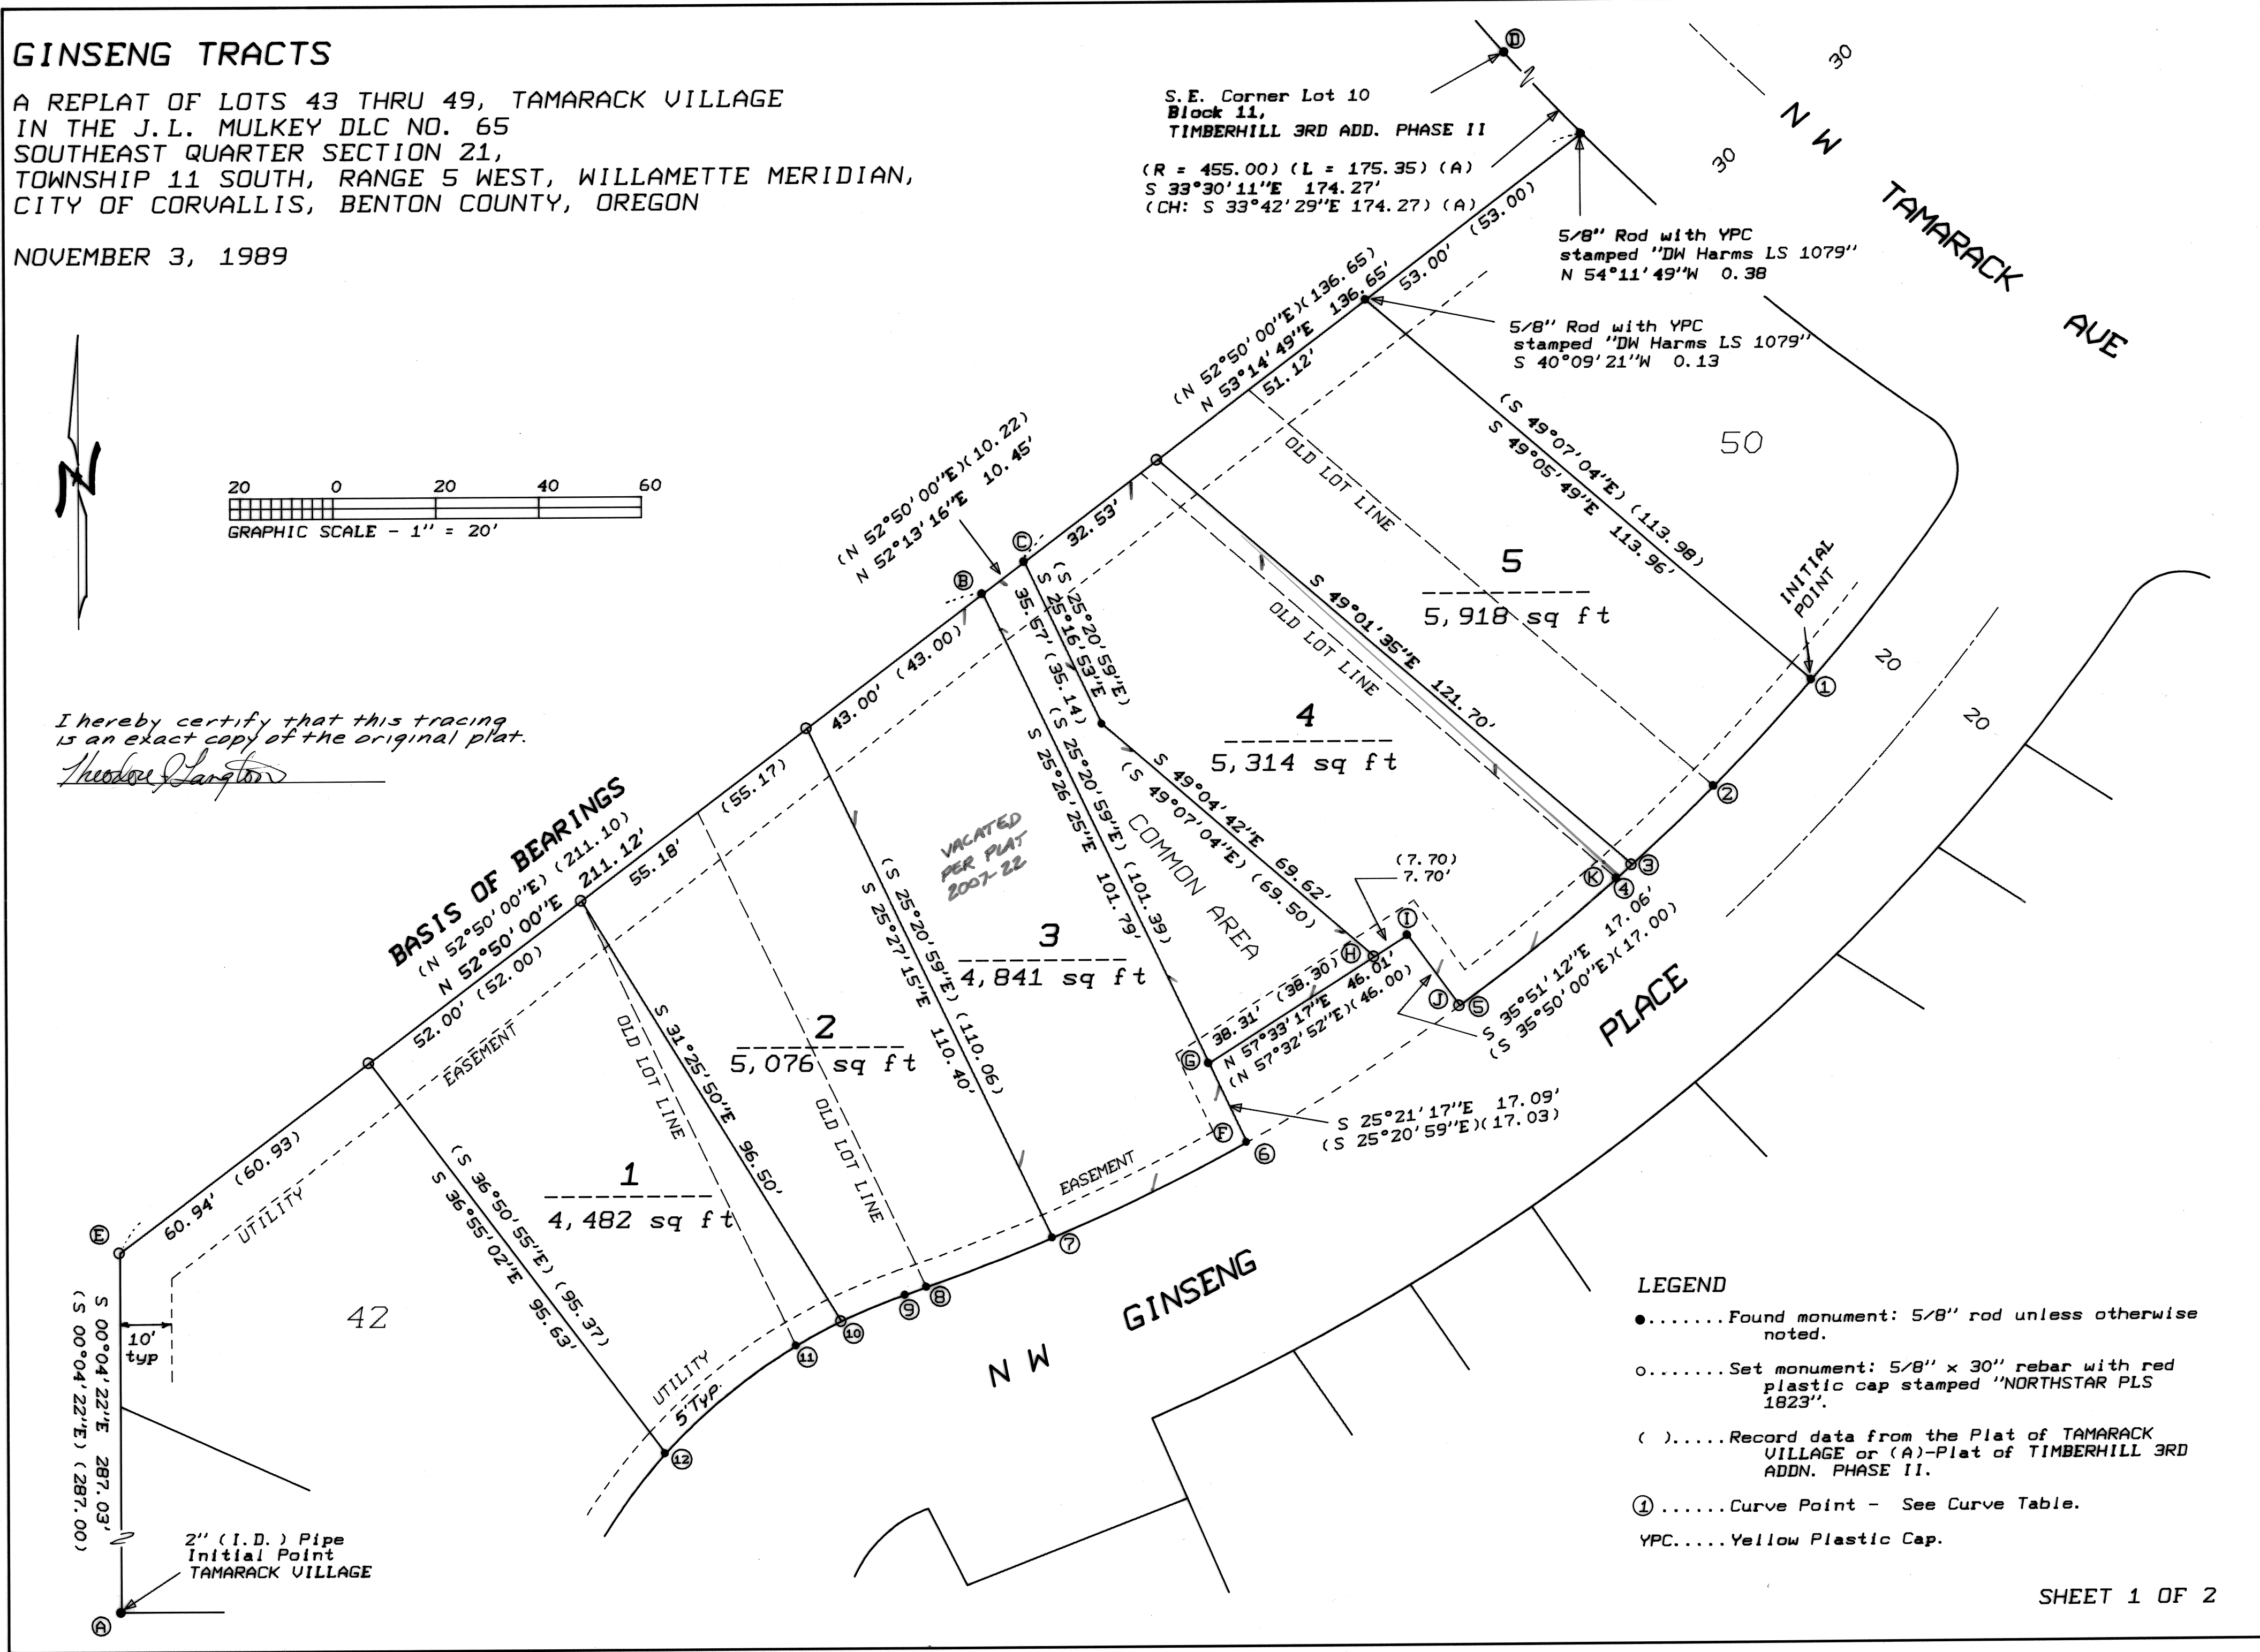 GINSENG TRACTS
A REPLAT OF LOTS 43 THRU 49, TAMARACK VILLAGE
IN THE J.L. MULKEY DLC NO. 65
SOUTHEAST QUARTER SECTION 21,
TOWNSHIP 11 SOUTH, RANGE 5 WEST, WILLAMETTE MERIDIAN,
CITY OF CORVALLIS, BENTON COUNTY, OREGON
NOVEMBER 3, 1989
N
20 0 20 40 60
GRAPHIC SCALE - 1" = 20'
I hereby certify that this tracing
is an exact copy of the original plat.
Theodore J Langton
D
S.E. Corner Lot 10
Block 11,
TIMBERHILL 3RD ADD. PHASE II
(R = 455.00) (L = 175.35) (A)
S 33°30'11"E 174.27'
(CH: S 33°42'29"E 174.27) (A)
30
30
NW TAMARACK AVE
5/8" Rod with YPC
stamped "DW Harms LS 1079"
N 54°11'49"W 0.38
5/8" Rod with YPC
stamped "DW Harms LS 1079"
S 40°09'21"W 0.13
(53.00)
53.00'
(N 52°50'00"E)(136.65)
N 53°14'49"E 136.65'
51.12'
32.53'
(N 52°50'00"E)(10.22)
N 52°13'16"E 10.45'
C
B
43.00' (43.00)
(55.17)
55.18'
BASIS OF BEARINGS
(N 52°50'00"E) (211.10)
N 52°50'00"E 211.12'
52.00' (52.00)
60.94' (60.93)
E
UTILITY EASEMENT
10'
typ
42
S 00°04'22"E 287.03'
(S 00°04'22"E) (287.00)
2" (I.D.) Pipe
Initial Point
TAMARACK VILLAGE
A
(S 36°50'55"E) (95.37)
S 36°55'02"E 95.63'
1
4,482 sq ft
OLD LOT LINE
S 31°25'50"E 96.50'
2
5,076 sq ft
OLD LOT LINE
(S 25°20'59"E) (110.06)
S 25°27'15"E 110.40'
VACATED
PER PLAT
2007-22
3
4,841 sq ft
(S 25°20'59"E) (101.39)
S 25°26'25"E 101.79'
35.57' (35.14)
(S 25°20'59"E)
S 25°16'53"E
COMMON AREA
S 49°04'42"E 69.62'
(S 49°07'04"E) (69.50)
4
5,314 sq ft
OLD LOT LINE
S 49°01'35"E 121.70'
5
5,918 sq ft
OLD LOT LINE
(S 49°07'04"E) (113.98)
S 49°05'49"E 113.96'
50
INITIAL
POINT
1
2
3
K
4
20
20
(7.70)
7.70'
I
H
J
5
38.31' (38.30)
N 57°33'17"E 46.01'
(N 57°32'52"E)(46.00)
S 35°51'12"E 17.06'
(S 35°50'00"E)(17.00)
G
S 25°21'17"E 17.09'
(S 25°20'59"E)(17.03)
F
6
EASEMENT
7
8
9
10
11
12
UTILITY
5' Typ.
NW GINSENG PLACE
LEGEND
●.......Found monument: 5/8" rod unless otherwise
noted.
o.......Set monument: 5/8" x 30" rebar with red
plastic cap stamped "NORTHSTAR PLS
1823".
( ).....Record data from the Plat of TAMARACK
VILLAGE or (A)-Plat of TIMBERHILL 3RD
ADDN. PHASE II.
1......Curve Point - See Curve Table.
YPC.....Yellow Plastic Cap.
SHEET 1 OF 2